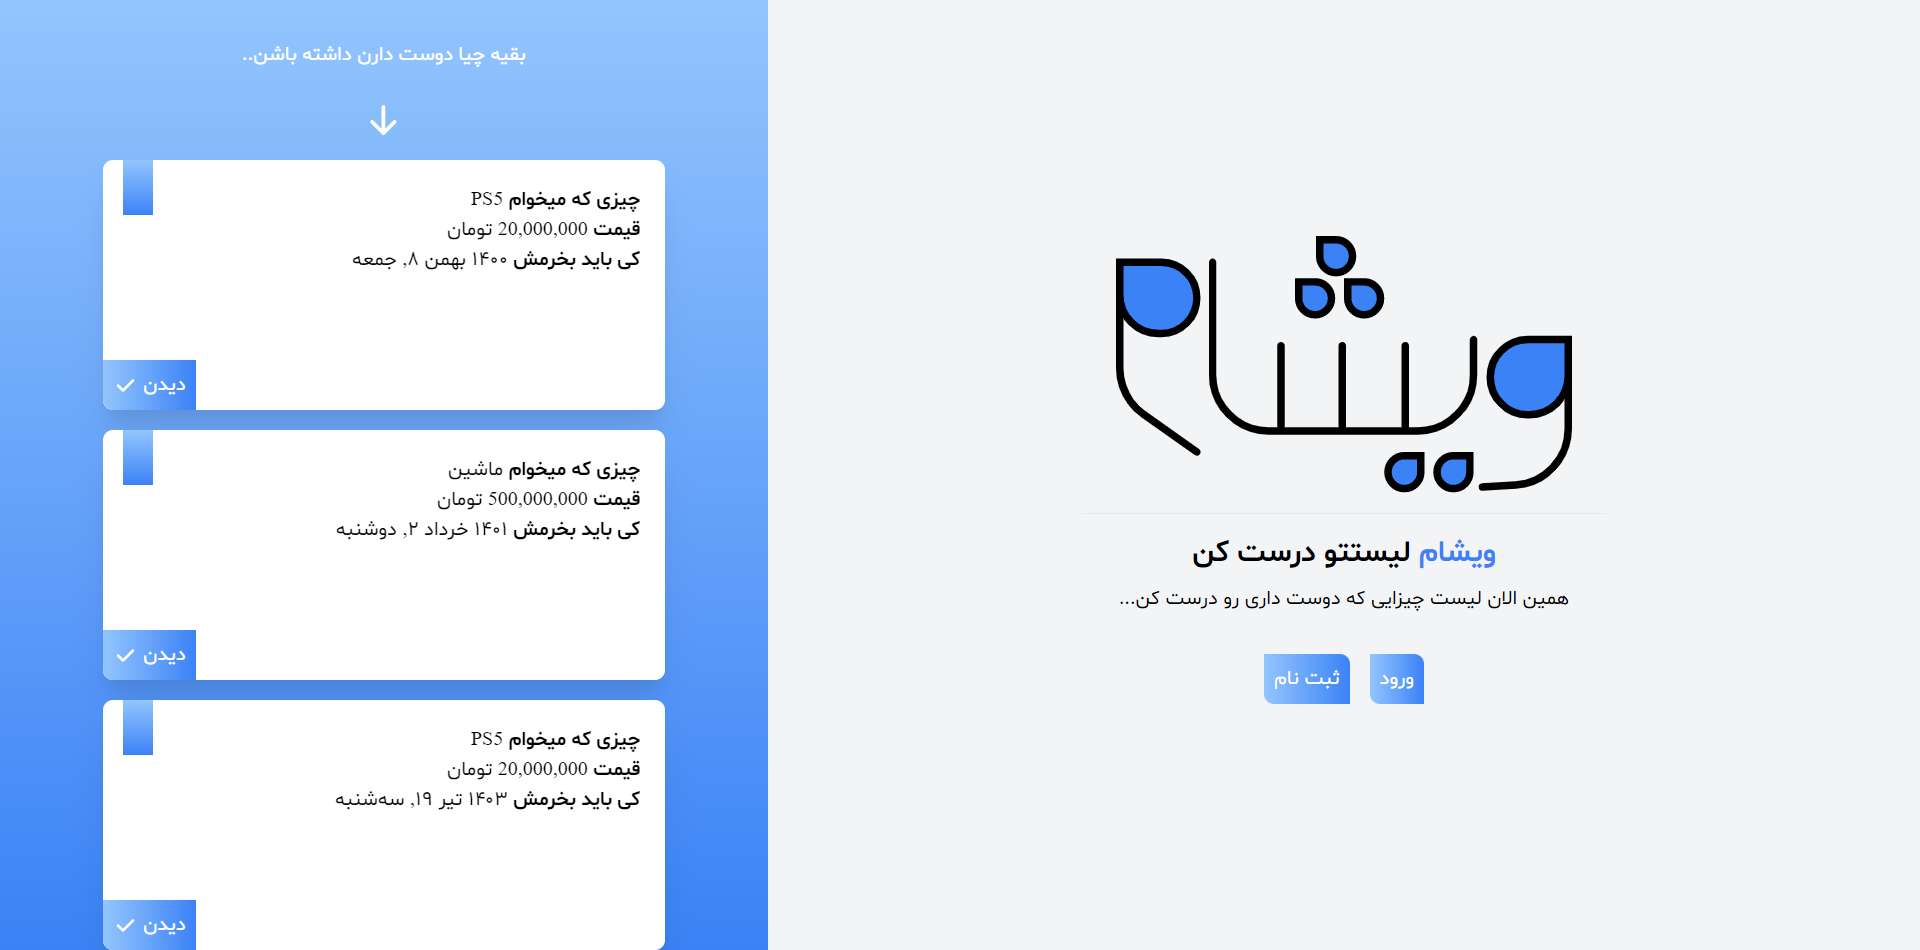 ویشام
ویشام لیستتو درست کن
همین الان لیست چیزایی که دوست داری رو درست کن...
ورود
ثبت نام
بقیه چیا دوست دارن داشته باشن..
چیزی که میخوام PS5
قیمت 20,000,000 تومان
کی باید بخرمش ۱۴۰۰ بهمن ۸, جمعه
دیدن
چیزی که میخوام ماشین
قیمت 500,000,000 تومان
کی باید بخرمش ۱۴۰۱ خرداد ۲, دوشنبه
دیدن
چیزی که میخوام PS5
قیمت 20,000,000 تومان
کی باید بخرمش ۱۴۰۳ تیر ۱۹, سه‌شنبه
دیدن